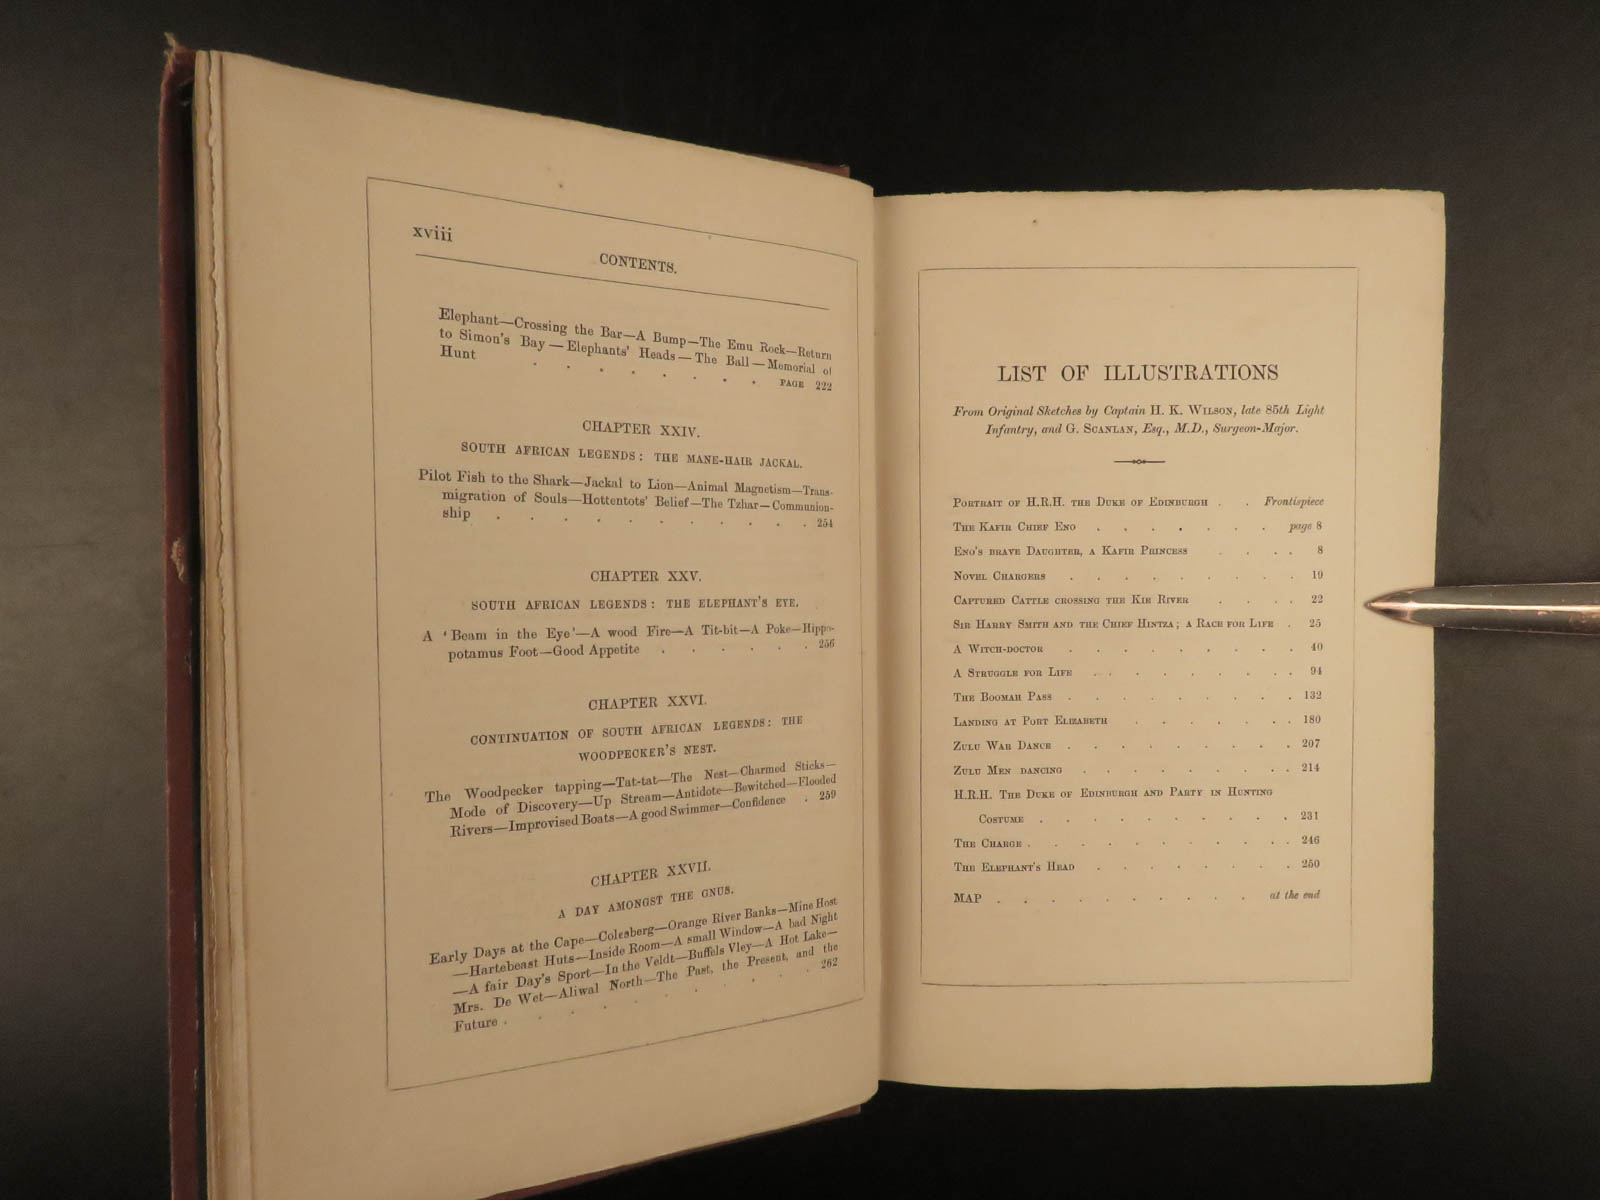 xviii
CONTENTS.
Elephant—Crossing the Bar—A Bump—The Emu Rock—Return
to Simon's Bay—Elephants' Heads—The Ball—Memorial of
Hunt . . . . . . . . PAGE 222
CHAPTER XXIV.
SOUTH AFRICAN LEGENDS: THE MANE-HAIR JACKAL.
Pilot Fish to the Shark—Jackal to Lion—Animal Magnetism—Trans-
migration of Souls—Hottentots' Belief—The Tzhar—Communion-
ship . . . . . . . . . . 254
CHAPTER XXV.
SOUTH AFRICAN LEGENDS: THE ELEPHANT'S EYE.
A 'Beam in the Eye'—A wood Fire—A Tit-bit—A Poke—Hippo-
potamus Foot—Good Appetite . . . . . . 256
CHAPTER XXVI.
CONTINUATION OF SOUTH AFRICAN LEGENDS: THE
WOODPECKER'S NEST.
The Woodpecker tapping—Tat-tat—The Nest—Charmed Sticks—
Mode of Discovery—Up Stream—Antidote—Bewitched—Flooded
Rivers—Improvised Boats—A good Swimmer—Confidence . 259
CHAPTER XXVII.
A DAY AMONGST THE GNUS.
Early Days at the Cape—Colesberg—Orange River Banks—Mine Host
—Hartebeast Huts—Inside Room—A small Window—A bad Night
—A fair Day's Sport—In the Veldt—Buffels Vley—A Hot Lake—
Mrs. De Wet—Aliwal North—The Past, the Present, and the
Future . . . . . . . . . . 262
LIST OF ILLUSTRATIONS
From Original Sketches by Captain H. K. WILSON, late 85th Light
Infantry, and G. SCANLAN, Esq., M.D., Surgeon-Major.
PORTRAIT OF H.R.H. THE DUKE OF EDINBURGH . . Frontispiece
THE KAFIR CHIEF ENO . . . . . . . page 8
ENO'S BRAVE DAUGHTER, A KAFIR PRINCESS . . . . 8
NOVEL CHARGERS . . . . . . . . . 19
CAPTURED CATTLE CROSSING THE KIE RIVER . . . . 22
SIR HARRY SMITH AND THE CHIEF HINTZA; A RACE FOR LIFE . 25
A WITCH-DOCTOR . . . . . . . . . 40
A STRUGGLE FOR LIFE . . . . . . . . 94
THE BOOMAH PASS . . . . . . . . . 132
LANDING AT PORT ELIZABETH . . . . . . . 180
ZULU WAR DANCE . . . . . . . . . 207
ZULU MEN DANCING . . . . . . . . . 214
H.R.H. THE DUKE OF EDINBURGH AND PARTY IN HUNTING
COSTUME . . . . . . . . . . 231
THE CHARGE . . . . . . . . . . . 246
THE ELEPHANT'S HEAD . . . . . . . . 250
MAP . . . . . . . . . . at the end